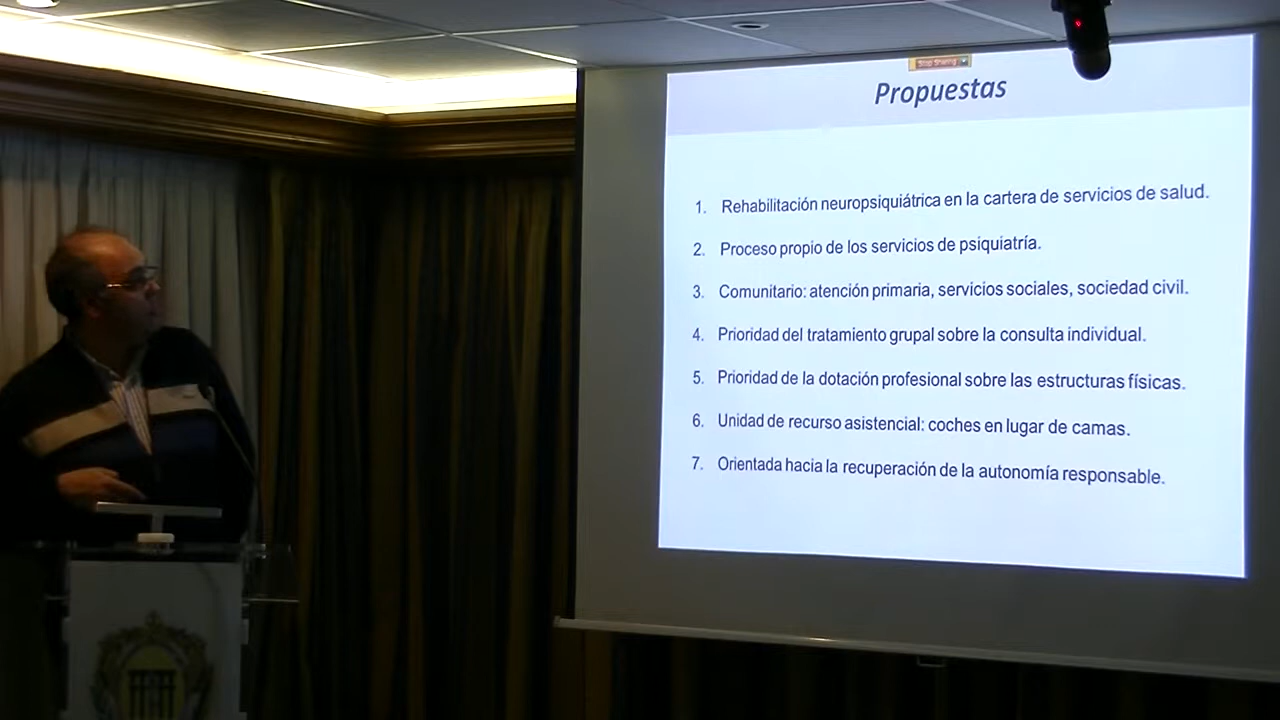 Stop Sharing
Propuestas
1. Rehabilitación neuropsiquiátrica en la cartera de servicios de salud.
2. Proceso propio de los servicios de psiquiatría.
3. Comunitario: atención primaria, servicios sociales, sociedad civil.
4. Prioridad del tratamiento grupal sobre la consulta individual.
5. Prioridad de la dotación profesional sobre las estructuras físicas.
6. Unidad de recurso asistencial: coches en lugar de camas.
7. Orientada hacia la recuperación de la autonomía responsable.